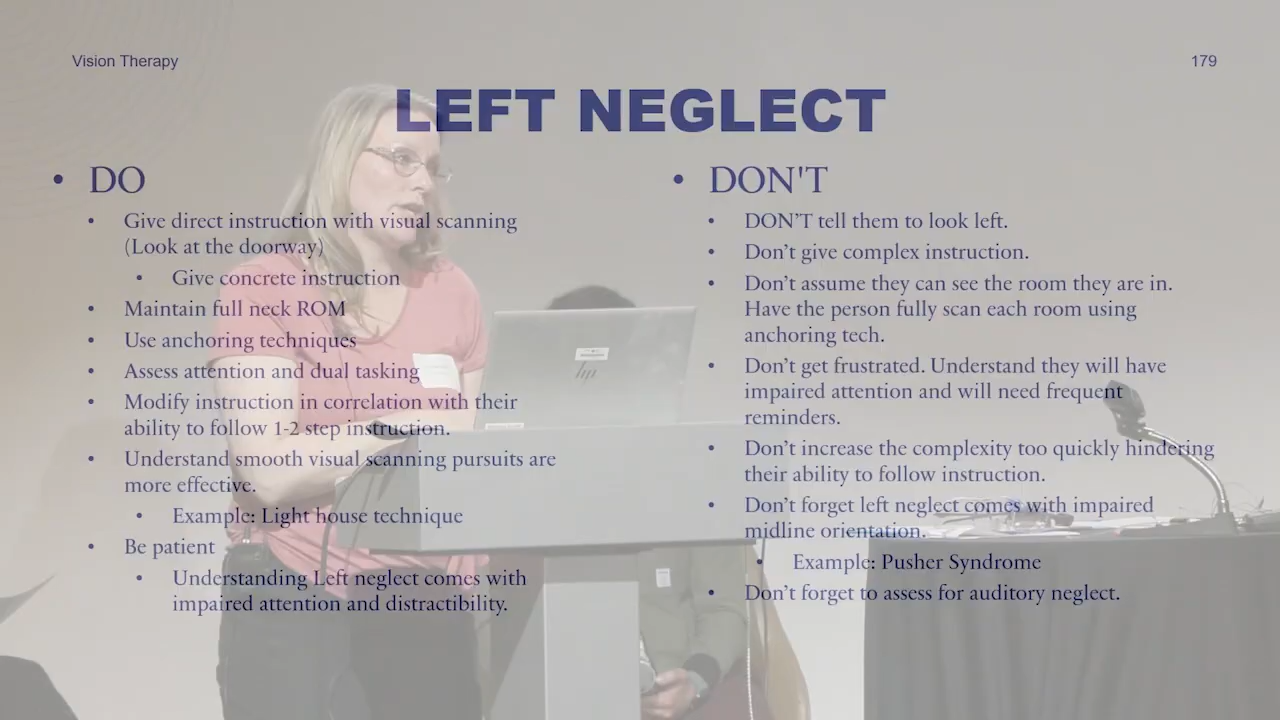 Vision Therapy
179
LEFT NEGLECT
• DO
• Give direct instruction with visual scanning
(Look at the doorway)
• Give concrete instruction
• Maintain full neck ROM
• Use anchoring techniques
• Assess attention and dual tasking
• Modify instruction in correlation with their
ability to follow 1-2 step instruction.
• Understand smooth visual scanning pursuits are
more effective.
• Example: Light house technique
• Be patient
• Understanding Left neglect comes with
impaired attention and distractibility.
• DON'T
• DON'T tell them to look left.
• Don't give complex instruction.
• Don't assume they can see the room they are in.
Have the person fully scan each room using
anchoring tech.
• Don't get frustrated. Understand they will have
impaired attention and will need frequent
reminders.
• Don't increase the complexity too quickly hindering
their ability to follow instruction.
• Don't forget left neglect comes with impaired
midline orientation.
• Example: Pusher Syndrome
• Don't forget to assess for auditory neglect.
hp